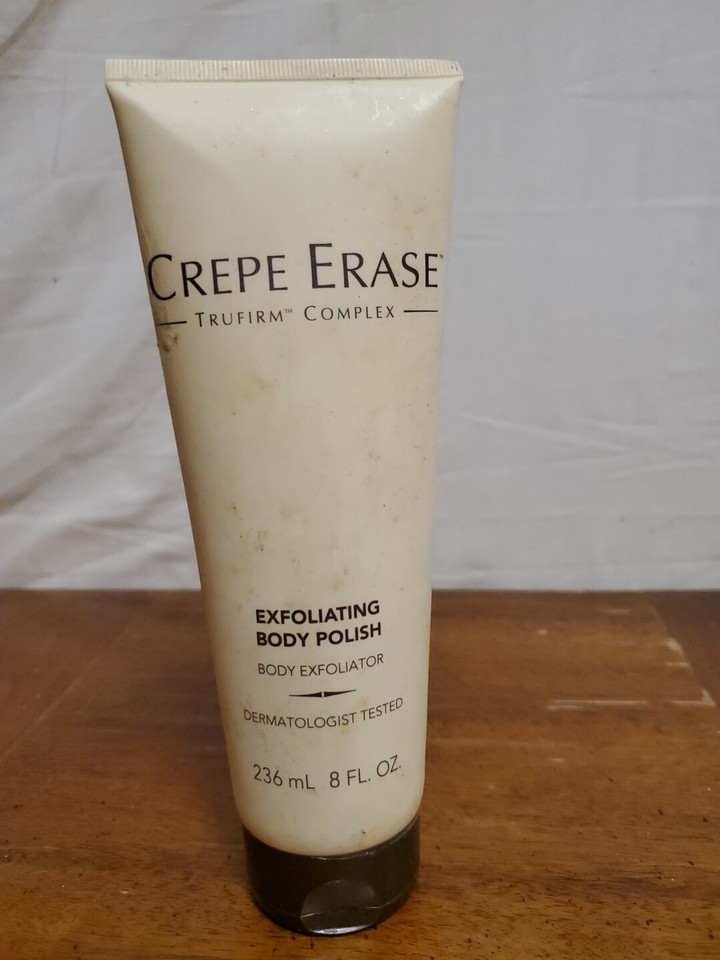 CREPE ERASE™
TRUFIRM™ COMPLEX
EXFOLIATING
BODY POLISH
BODY EXFOLIATOR
DERMATOLOGIST TESTED
236 mL 8 FL. OZ.